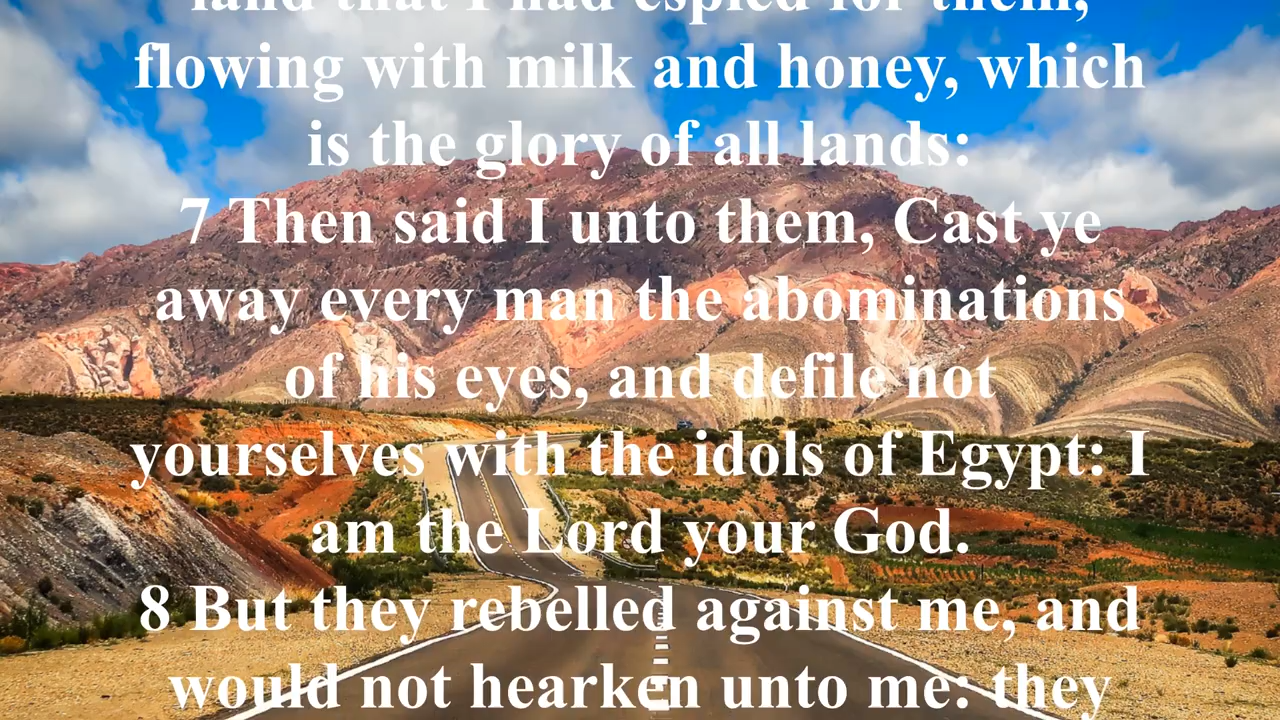 land that I had espied for them,
flowing with milk and honey, which
is the glory of all lands:
7 Then said I unto them, Cast ye
away every man the abominations
of his eyes, and defile not
yourselves with the idols of Egypt: I
am the Lord your God.
8 But they rebelled against me, and
would not hearken unto me: they